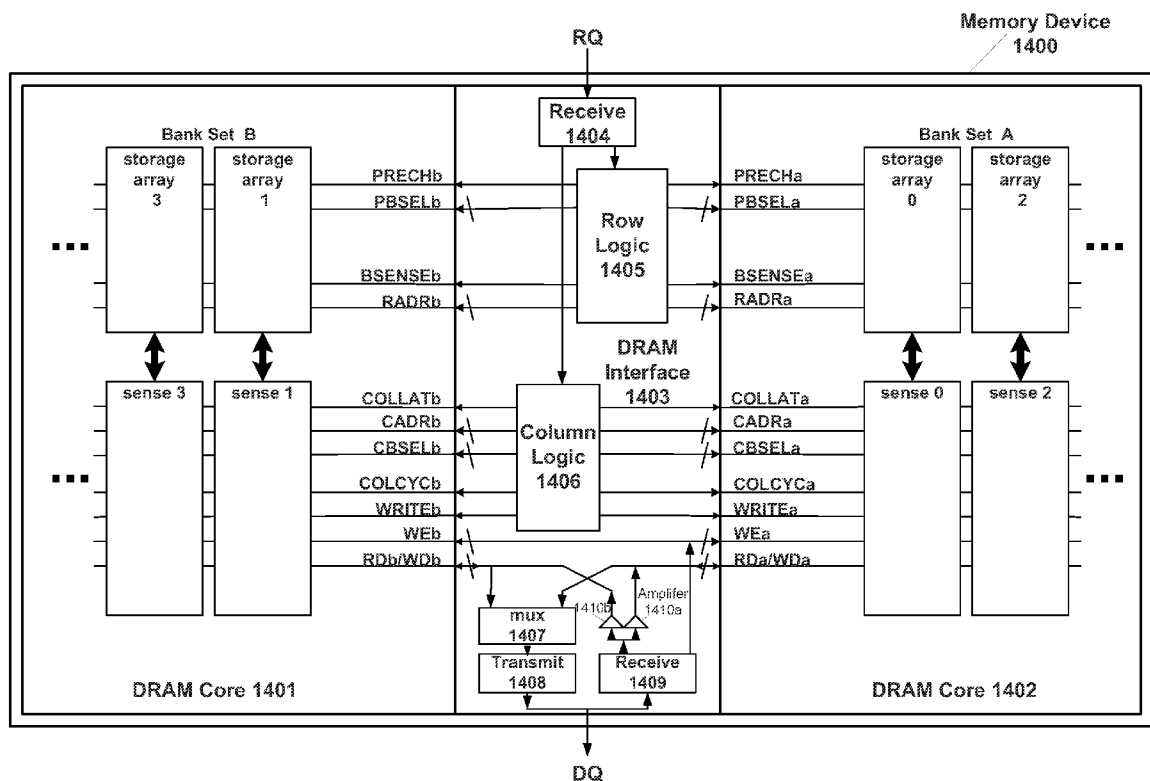 Memory Device
1400
RQ
Receive
1404
Bank Set B
Bank Set A
storage
array
3
storage
array
1
storage
array
0
storage
array
2
PRECHb
PBSELb
BSENSEb
RADRb
Row
Logic
1405
PRECHa
PBSELa
BSENSEa
RADRa
DRAM
Interface
1403
sense 3
sense 1
sense 0
sense 2
COLLATb
CADRb
CBSELb
COLCYCb
WRITEb
WEb
RDb/WDb
Column
Logic
1406
COLLATa
CADRa
CBSELa
COLCYCa
WRITEa
WEa
RDa/WDa
Amplifer
1410a
1410b
mux
1407
Transmit
1408
Receive
1409
DRAM Core 1401
DRAM Core 1402
DQ